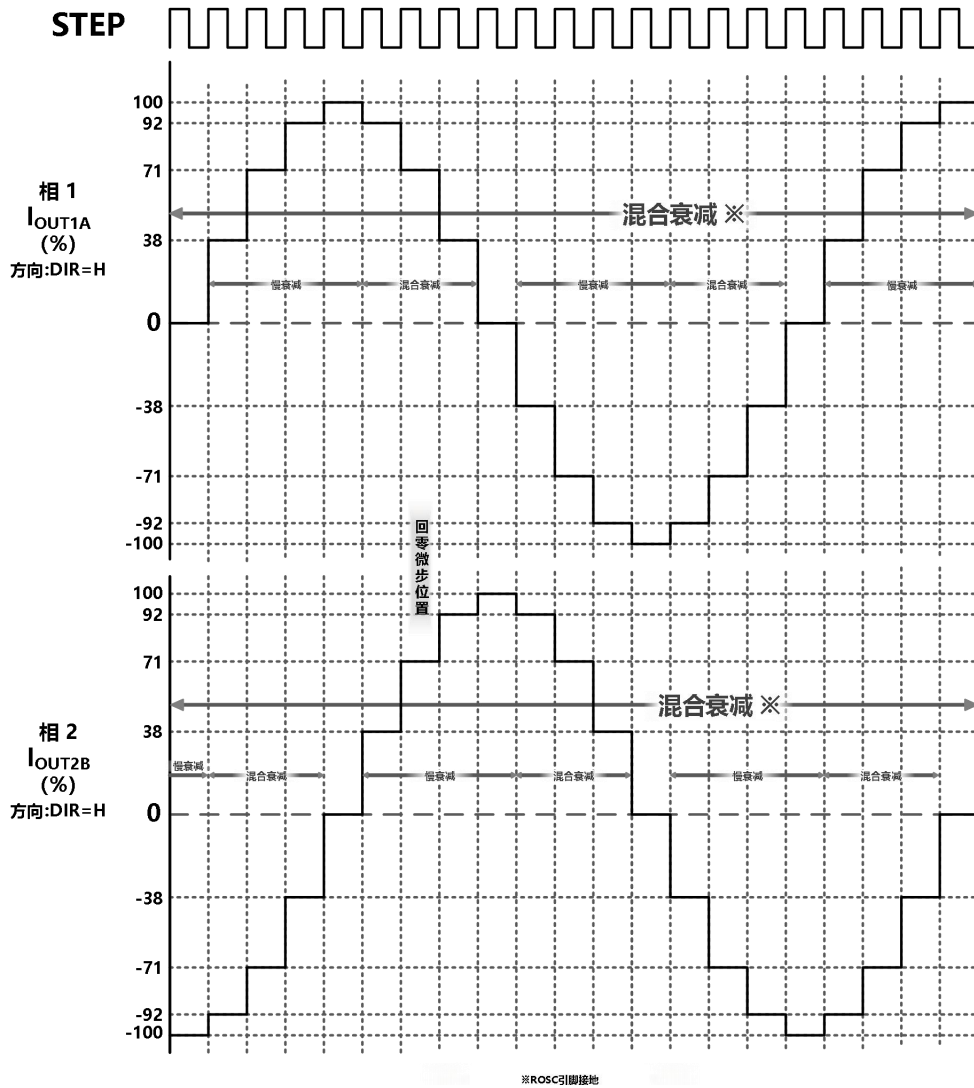 STEP
100
92
71
38
0
-38
-71
-92
-100
相 1
IOUT1A
(%)
方向:DIR=H
混合衰减 ※
慢衰减
混合衰减
慢衰减
混合衰减
慢衰减
回零微步位置
100
92
71
38
0
-38
-71
-92
-100
相 2
IOUT2B
(%)
方向:DIR=H
混合衰减 ※
慢衰减
混合衰减
慢衰减
混合衰减
慢衰减
混合衰减
※ROSC引脚接地